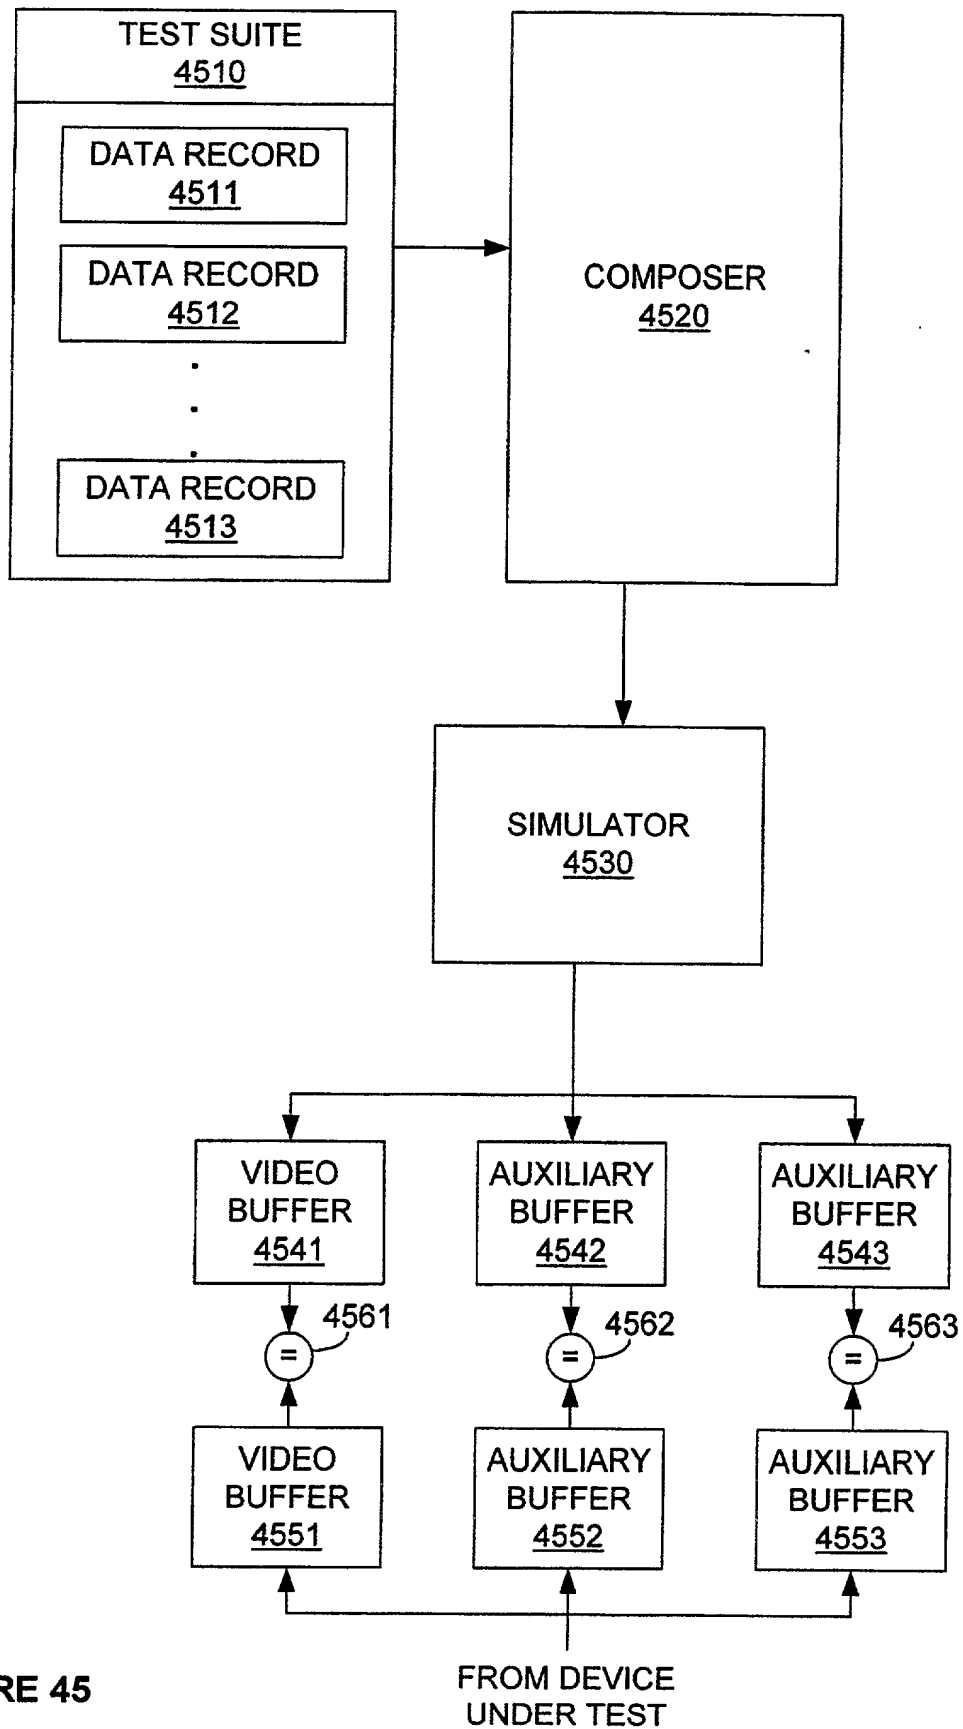 TEST SUITE
4510
DATA RECORD
4511
DATA RECORD
4512
DATA RECORD
4513
COMPOSER
4520
SIMULATOR
4530
VIDEO
BUFFER
4541
AUXILIARY
BUFFER
4542
AUXILIARY
BUFFER
4543
= 4561
= 4562
= 4563
VIDEO
BUFFER
4551
AUXILIARY
BUFFER
4552
AUXILIARY
BUFFER
4553
FROM DEVICE
UNDER TEST
RE 45